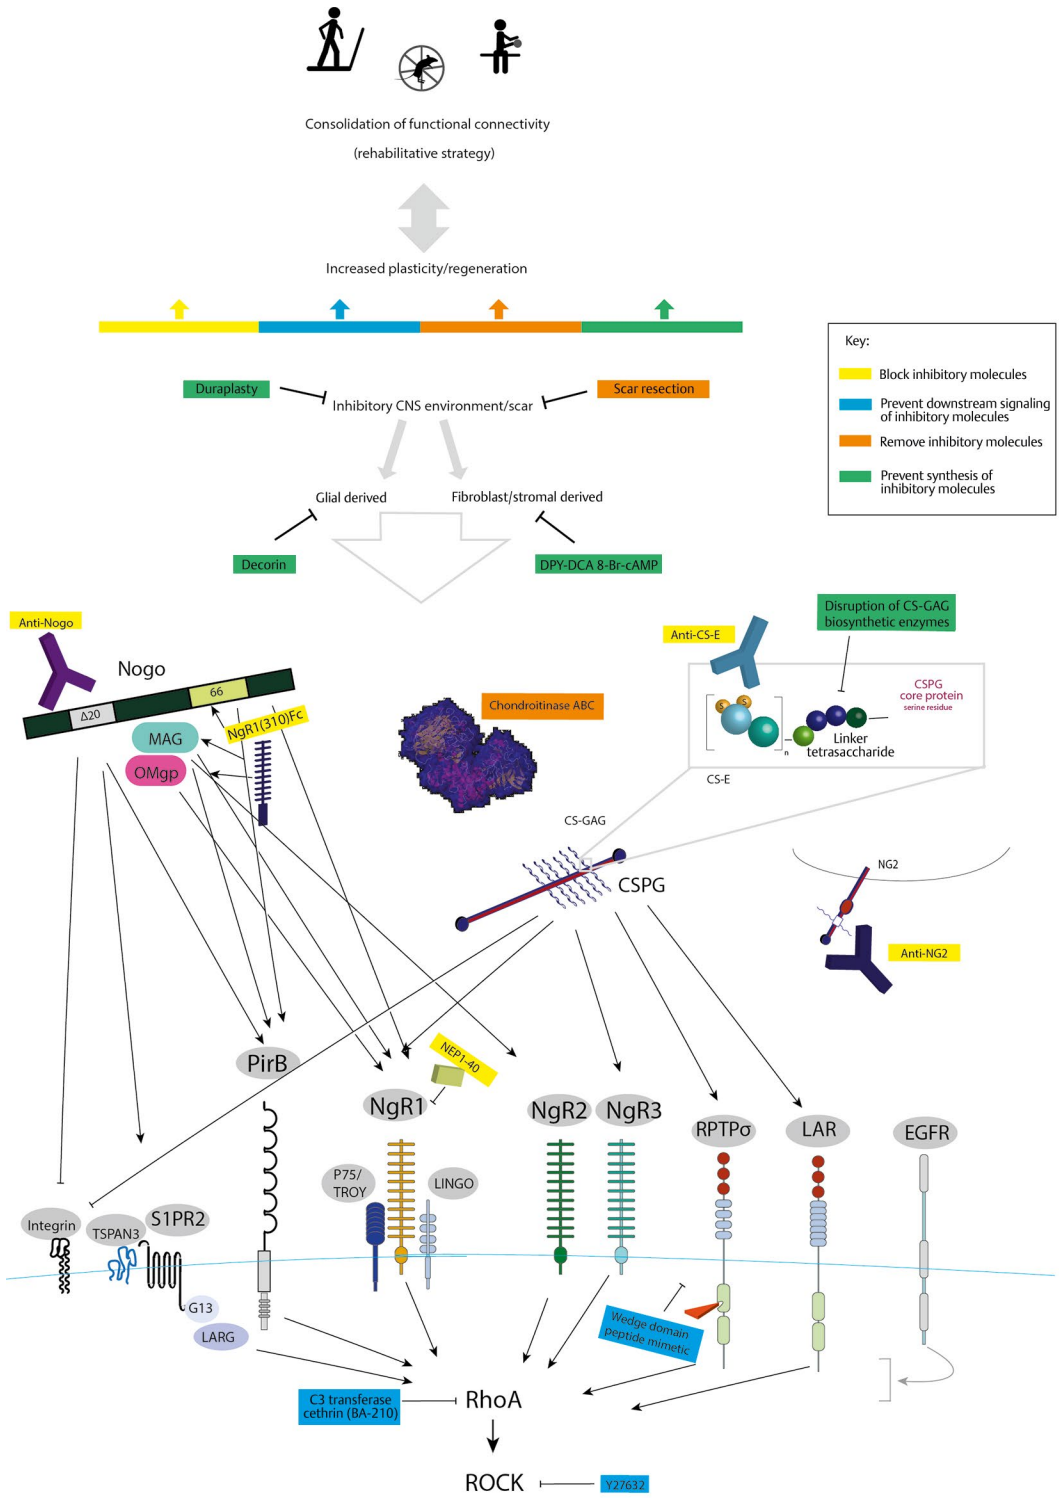 Consolidation of functional connectivity
(rehabilitative strategy)
Increased plasticity/regeneration
Key:
Block inhibitory molecules
Prevent downstream signaling
of inhibitory molecules
Remove inhibitory molecules
Prevent synthesis of
inhibitory molecules
Duraplasty
Scar resection
Inhibitory CNS environment/scar
Glial derived
Fibroblast/stromal derived
Decorin
DPY-DCA 8-Br-cAMP
Anti-Nogo
Nogo
Δ20
66
NgR1(310)Fc
MAG
OMgp
Chondroitinase ABC
Anti-CS-E
Disruption of CS-GAG
biosynthetic enzymes
CSPG
core protein
serine residue
S
S
n
Linker
tetrasaccharide
CS-E
CS-GAG
CSPG
NG2
Anti-NG2
PirB
NEP1-40
NgR1
NgR2
NgR3
RPTPσ
LAR
EGFR
P75/
TROY
LINGO
Integrin
TSPAN3
S1PR2
G13
LARG
Wedge domain
peptide mimetic
C3 transferase
cethrin (BA-210)
RhoA
ROCK
Y27632